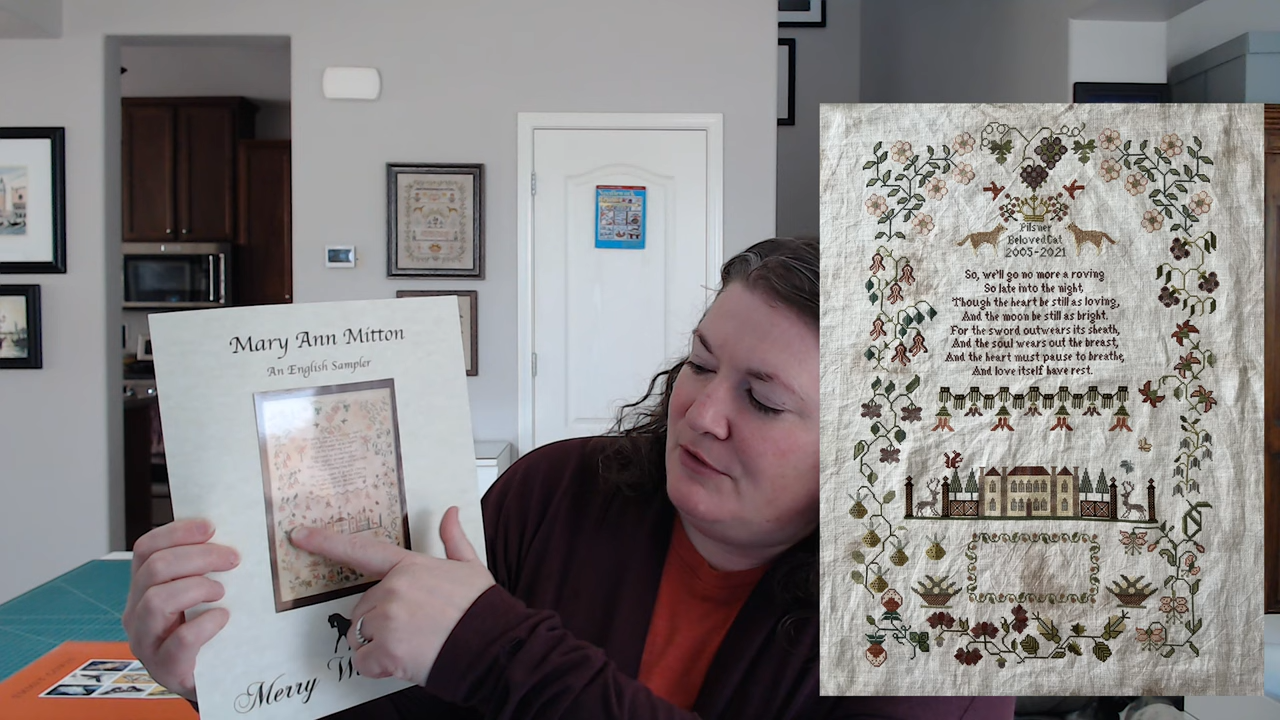 Mary Ann Mitton
An English Sampler
Merry
Pilsner
Beloved Cat
2005-2021
So, we'll go no more a roving
So late into the night,
Though the heart be still as loving,
And the moon be still as bright.
For the sword outwears its sheath,
And the soul wears out the breast,
And the heart must pause to breathe,
And love itself have rest.